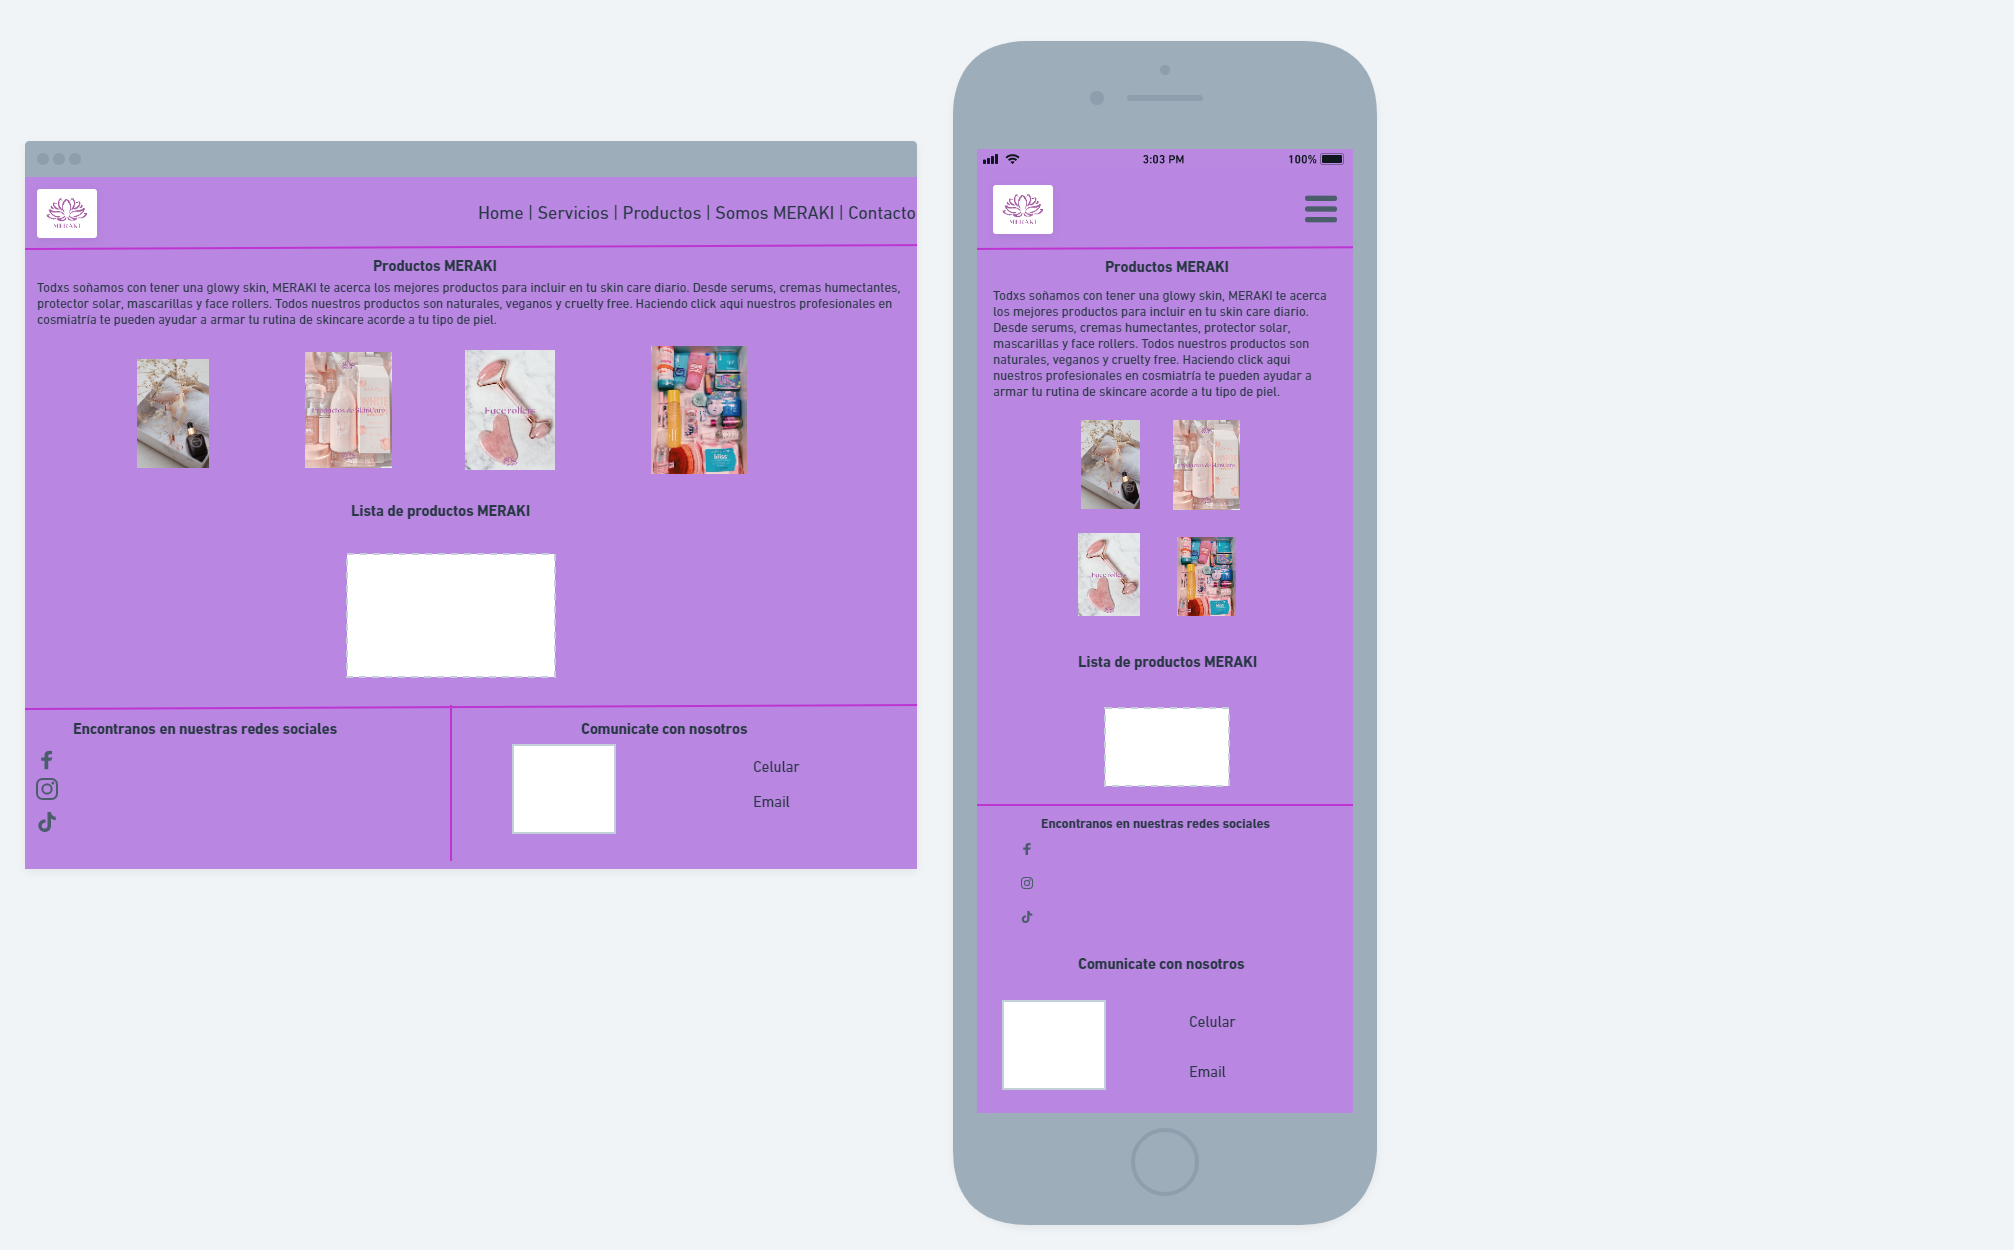 MERAKI
Home | Servicios | Productos | Somos MERAKI | Contacto
Productos MERAKI
Todxs soñamos con tener una glowy skin, MERAKI te acerca los mejores productos para incluir en tu skin care diario. Desde serums, cremas humectantes,
protector solar, mascarillas y face rollers. Todos nuestros productos son naturales, veganos y cruelty free. Haciendo click aqui nuestros profesionales en
cosmiatría te pueden ayudar a armar tu rutina de skincare acorde a tu tipo de piel.
Productos de SkinCare
Face rollers
bliss
Lista de productos MERAKI
Encontranos en nuestras redes sociales
Comunicate con nosotros
Celular
Email
3:03 PM
100%
MERAKI
Productos MERAKI
Todxs soñamos con tener una glowy skin, MERAKI te acerca
los mejores productos para incluir en tu skin care diario.
Desde serums, cremas humectantes, protector solar,
mascarillas y face rollers. Todos nuestros productos son
naturales, veganos y cruelty free. Haciendo click aqui
nuestros profesionales en cosmiatría te pueden ayudar a
armar tu rutina de skincare acorde a tu tipo de piel.
Productos de SkinCare
Face rollers
Lista de productos MERAKI
Encontranos en nuestras redes sociales
Comunicate con nosotros
Celular
Email